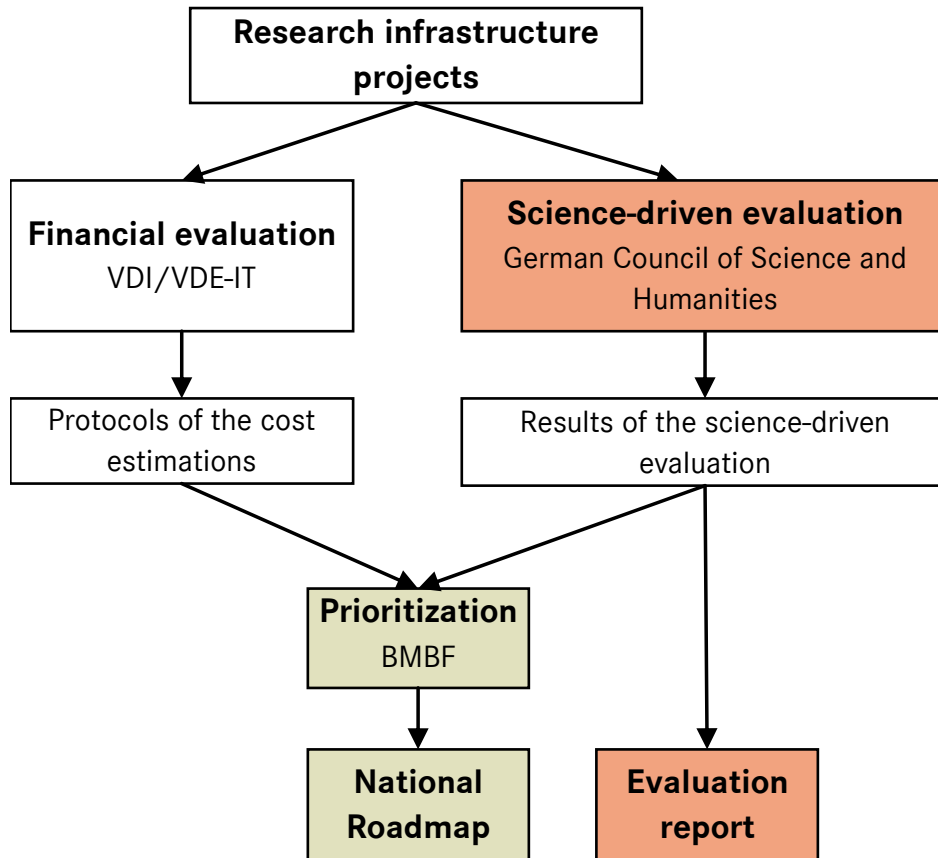 Research infrastructure
projects
Financial evaluation
VDI/VDE-IT
Science-driven evaluation
German Council of Science and
Humanities
Protocols of the cost
estimations
Results of the science-driven
evaluation
Prioritization
BMBF
National
Roadmap
Evaluation
report